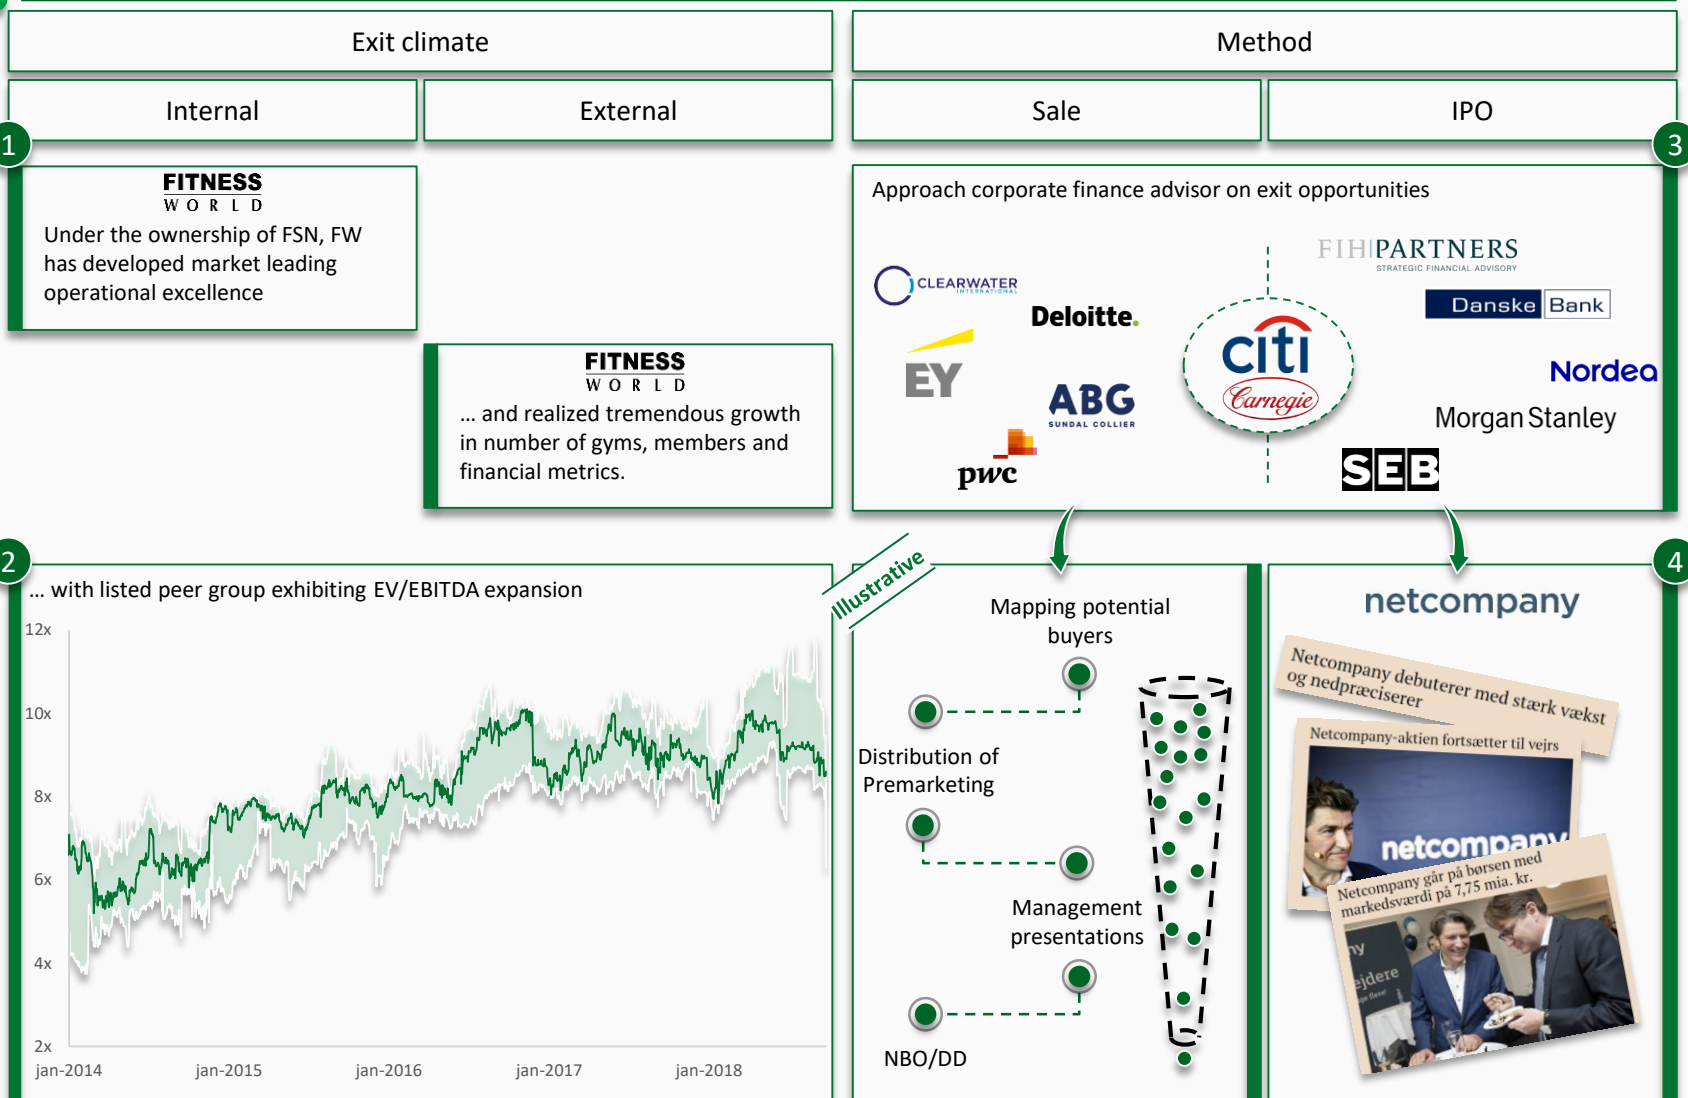 Exit climate
Method
Internal
External
Sale
IPO
1
3
FITNESS
WORLD
Under the ownership of FSN, FW
has developed market leading
operational excellence
FITNESS
WORLD
... and realized tremendous growth
in number of gyms, members and
financial metrics.
Approach corporate finance advisor on exit opportunities
FIH|PARTNERS
STRATEGIC FINANCIAL ADVISORY
CLEARWATER
INTERNATIONAL
Deloitte.
Danske Bank
EY
citi
Carnegie
Nordea
ABG
SUNDAL COLLIER
Morgan Stanley
pwc
SEB
2
4
... with listed peer group exhibiting EV/EBITDA expansion
12x
10x
8x
6x
4x
2x
jan-2014
jan-2015
jan-2016
jan-2017
jan-2018
Illustrative
Mapping potential
buyers
Distribution of
Premarketing
Management
presentations
NBO/DD
netcompany
Netcompany debuterer med stærk vækst
og nedpræciserer
Netcompany-aktien fortsætter til vejrs
netcompany
Netcompany går på børsen med
markedsværdi på 7,75 mia. kr.
ny
ejdere